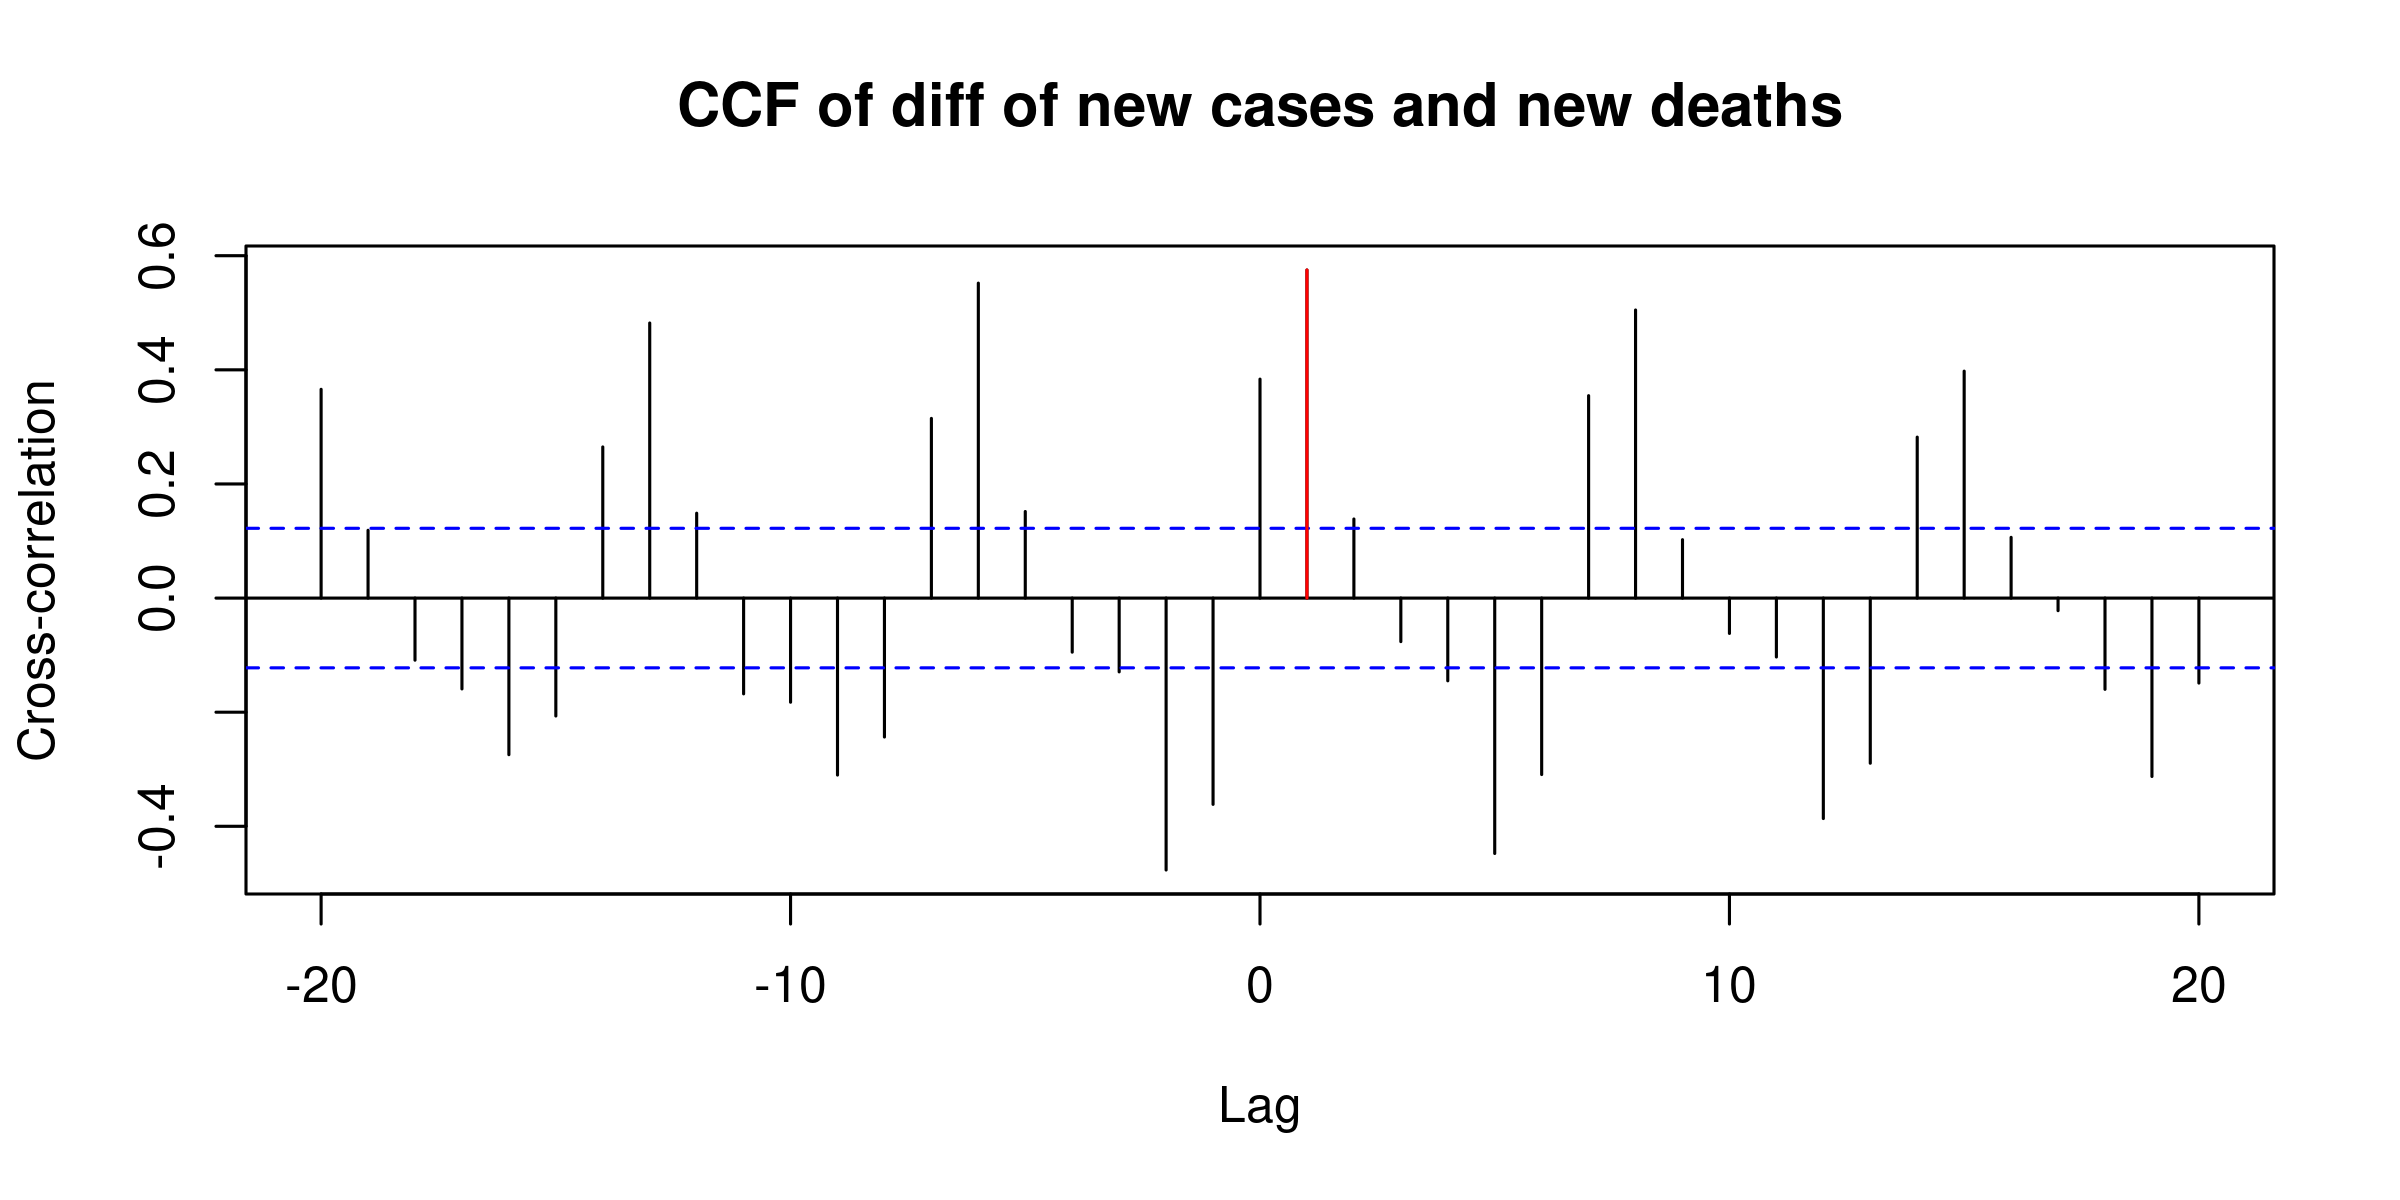 CCF of diff of new cases and new deaths
Cross-correlation
0.6
0.4
0.2
0.0
-0.4
-20 -10 0 10 20
Lag